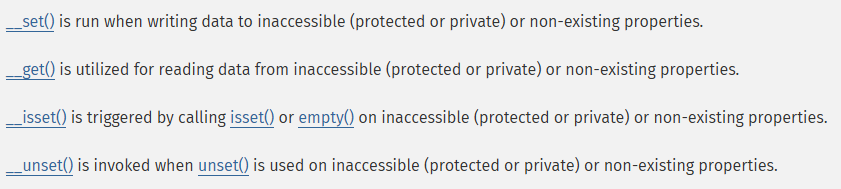 __set() is run when writing data to inaccessible (protected or private) or non-existing properties.
__get() is utilized for reading data from inaccessible (protected or private) or non-existing properties.
__isset() is triggered by calling isset() or empty() on inaccessible (protected or private) or non-existing properties.
__unset() is invoked when unset() is used on inaccessible (protected or private) or non-existing properties.